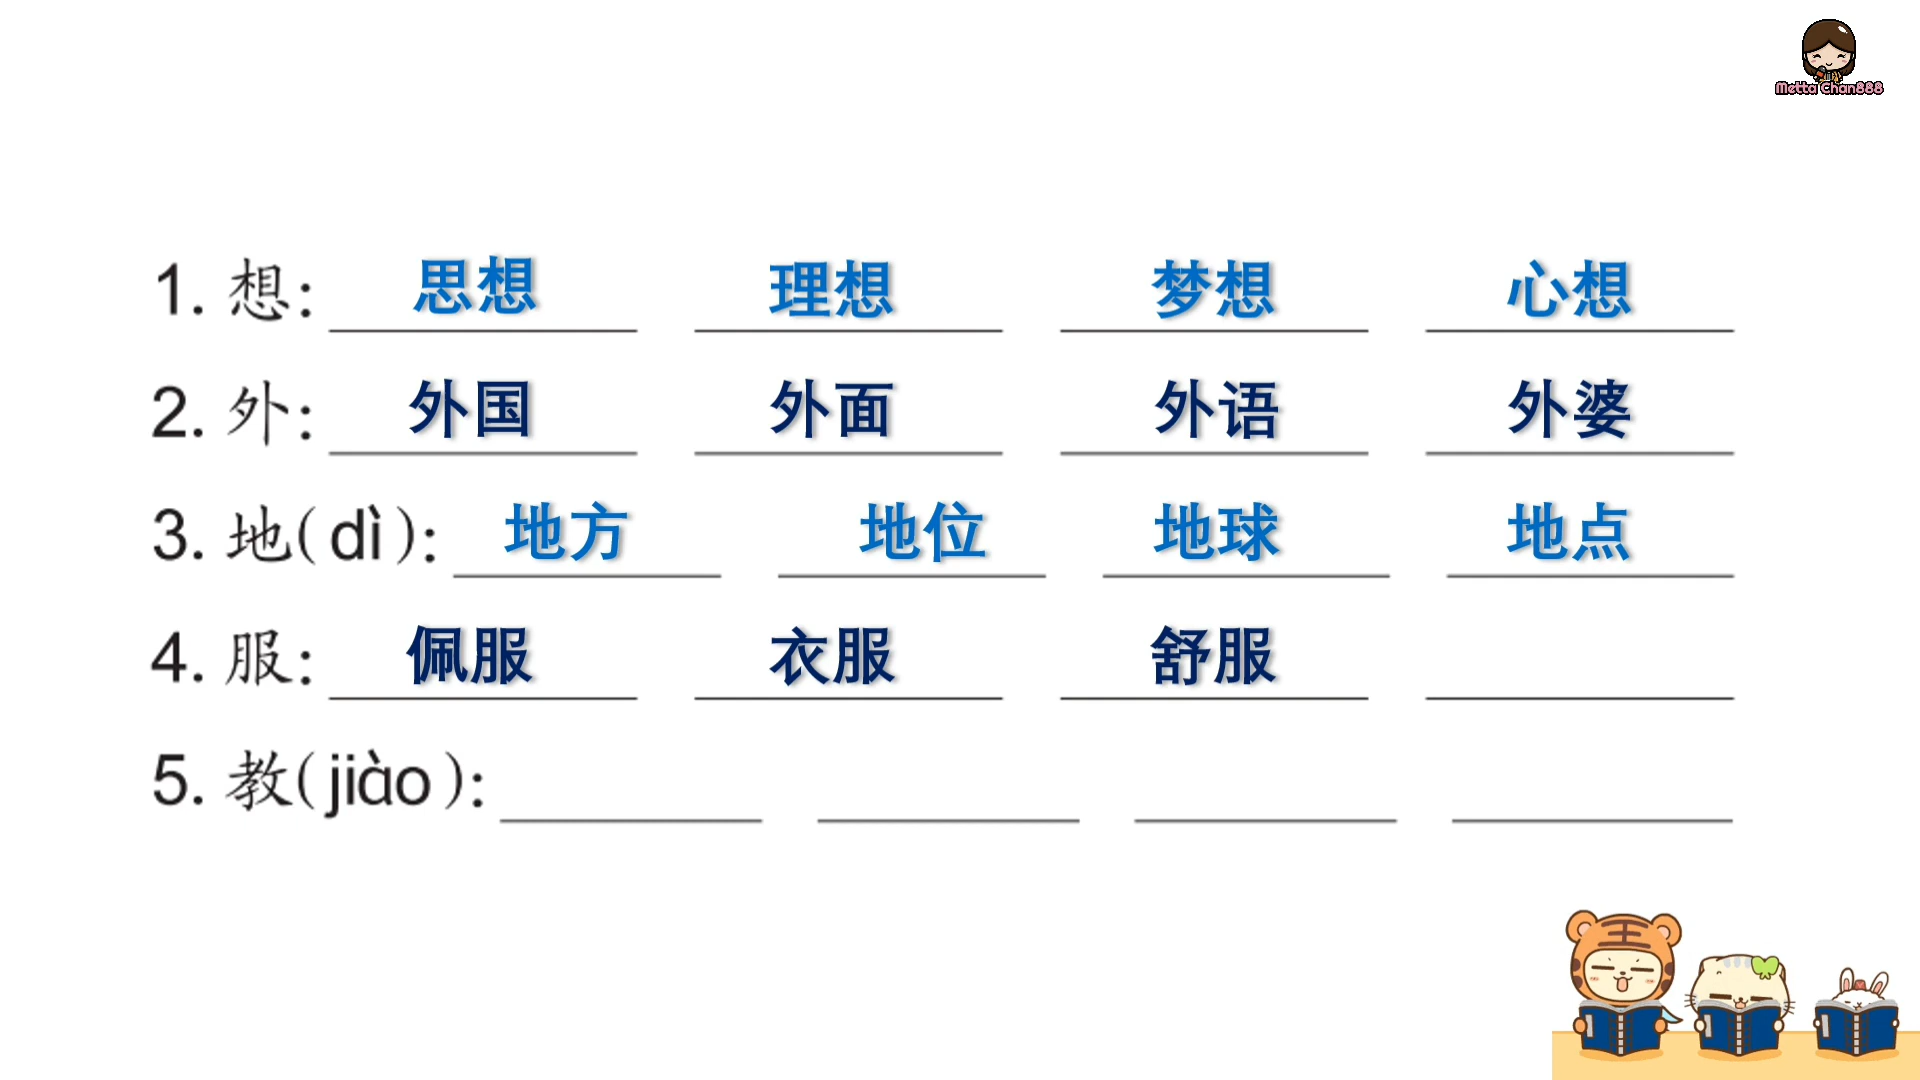 Metta Chan888
1. 想: 思想 理想 梦想 心想
2. 外: 外国 外面 外语 外婆
3. 地(dì): 地方 地位 地球 地点
4. 服: 佩服 衣服 舒服
5. 教(jiào):
王